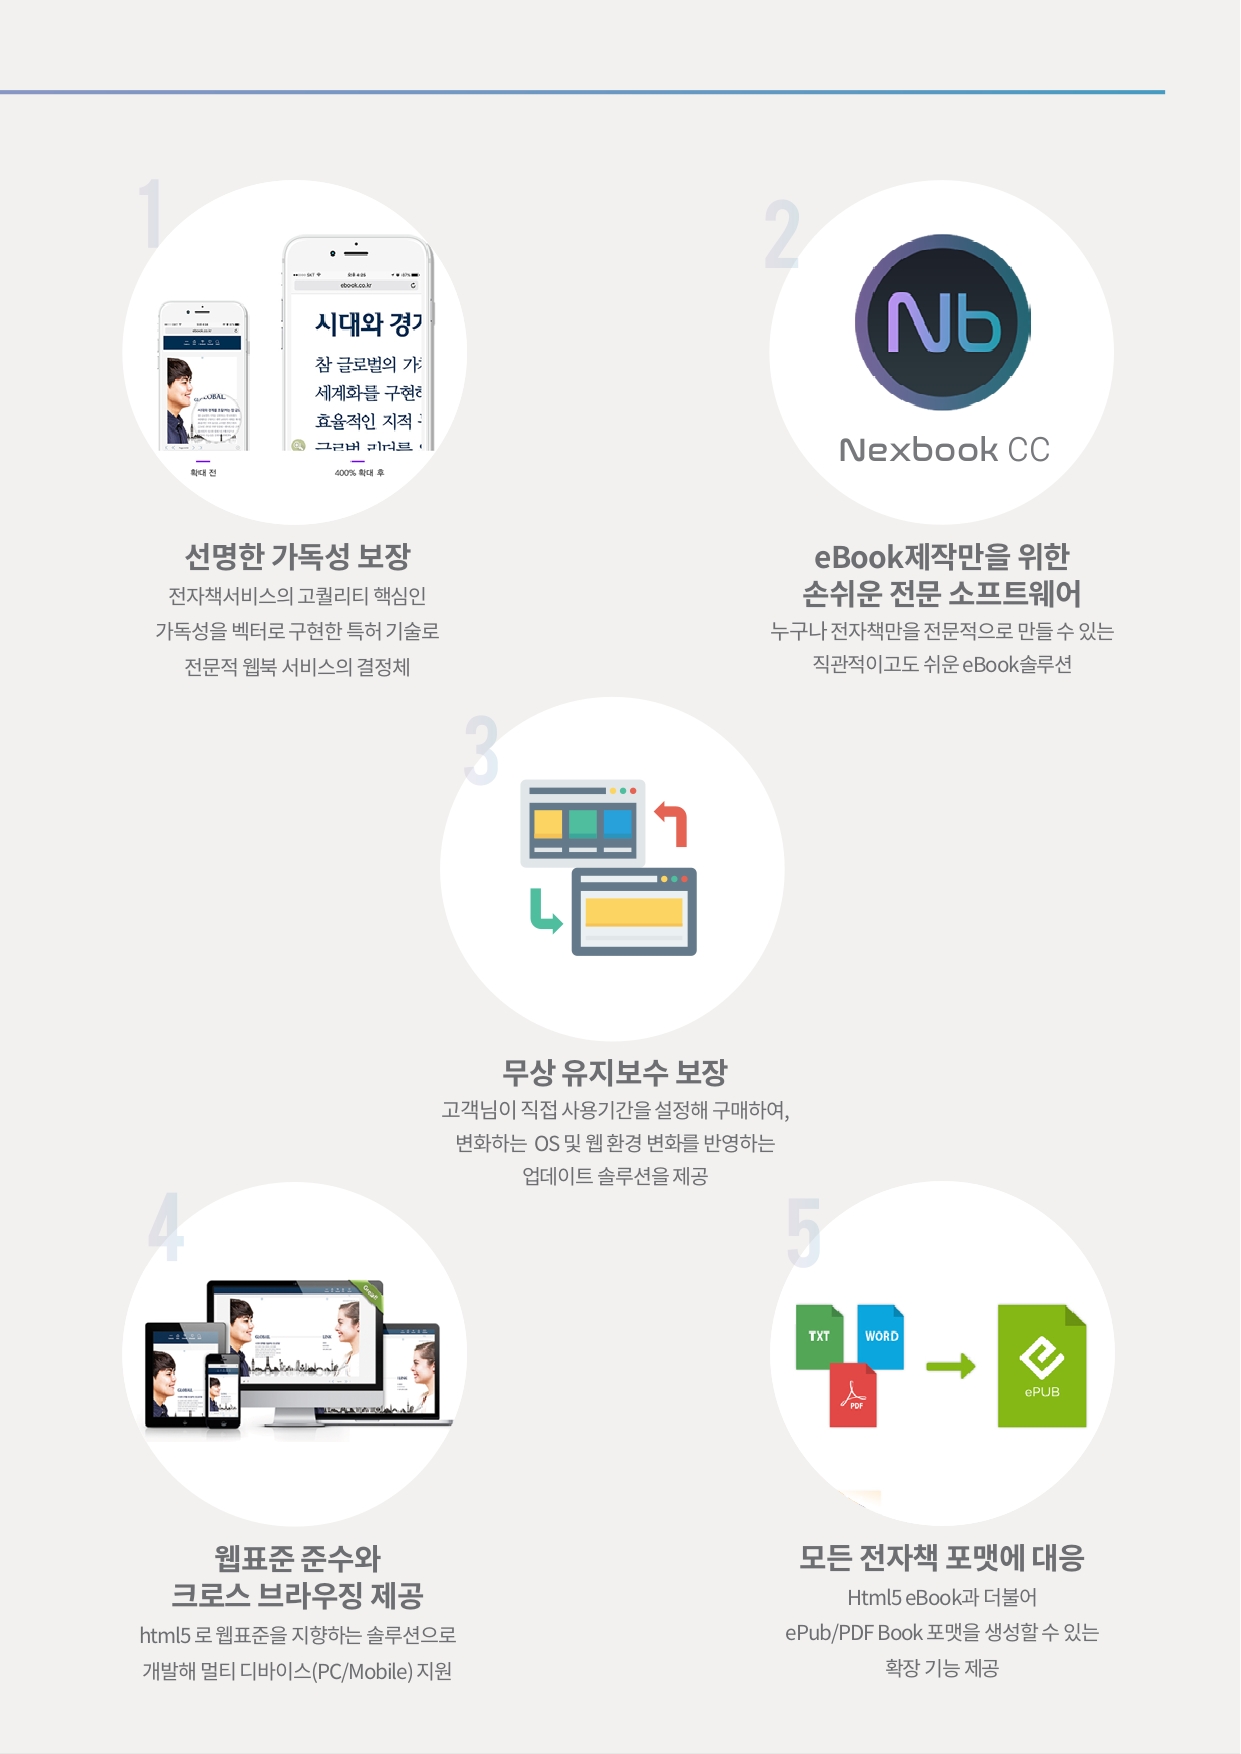 1
SKT
오후 4:25
ebook.co.kr
시대와 경기
참 글로벌의 가치
세계화를 구현하
효율적인 지적
글로벌 리더를
확대 전
400% 확대 후
선명한 가독성 보장
전자책서비스의 고퀄리티 핵심인
가독성을 벡터로 구현한 특허 기술로
전문적 웹북 서비스의 결정체
2
Nb
Nexbook CC
eBook제작만을 위한
손쉬운 전문 소프트웨어
누구나 전자책만을 전문적으로 만들 수 있는
직관적이고도 쉬운 eBook솔루션
3
무상 유지보수 보장
고객님이 직접 사용기간을 설정해 구매하여,
변화하는 OS 및 웹 환경 변화를 반영하는
업데이트 솔루션을 제공
4
GLOBAL
LINK
GLOBAL
웹표준 준수와
크로스 브라우징 제공
html5 로 웹표준을 지향하는 솔루션으로
개발해 멀티 디바이스(PC/Mobile) 지원
5
TXT
WORD
PDF
ePUB
모든 전자책 포맷에 대응
Html5 eBook과 더불어
ePub/PDF Book 포맷을 생성할 수 있는
확장 기능 제공